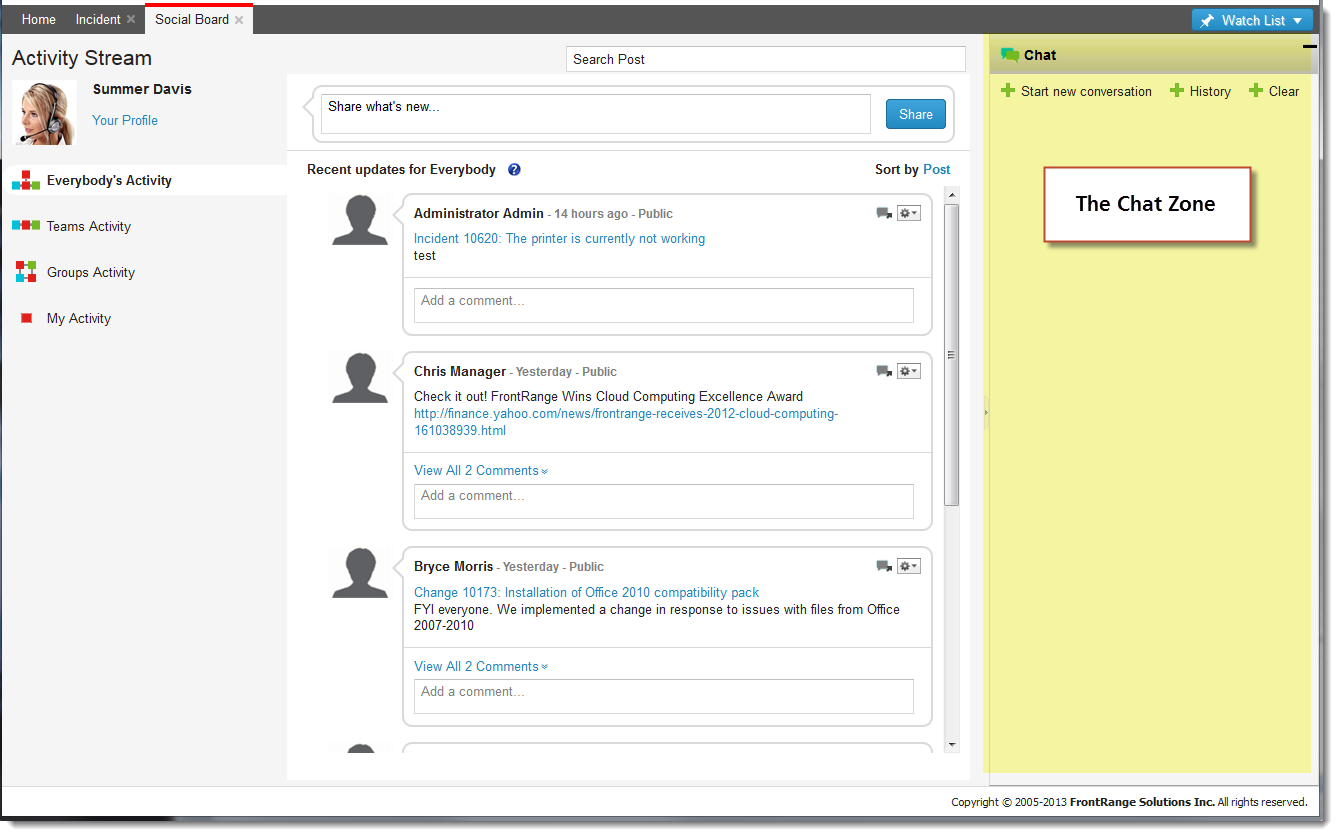 Home Incident Social Board Watch List
Activity Stream
Search Post
Summer Davis
Your Profile
Share what's new...
Share
Everybody's Activity
Teams Activity
Groups Activity
My Activity
Recent updates for Everybody
Sort by Post
Administrator Admin - 14 hours ago - Public
Incident 10620: The printer is currently not working
test
Add a comment...
Chris Manager - Yesterday - Public
Check it out! FrontRange Wins Cloud Computing Excellence Award
http://finance.yahoo.com/news/frontrange-receives-2012-cloud-computing-
161038939.html
View All 2 Comments
Add a comment...
Bryce Morris - Yesterday - Public
Change 10173: Installation of Office 2010 compatibility pack
FYI everyone. We implemented a change in response to issues with files from Office
2007-2010
View All 2 Comments
Add a comment...
Chat
Start new conversation History Clear
The Chat Zone
Copyright © 2005-2013 FrontRange Solutions Inc. All rights reserved.